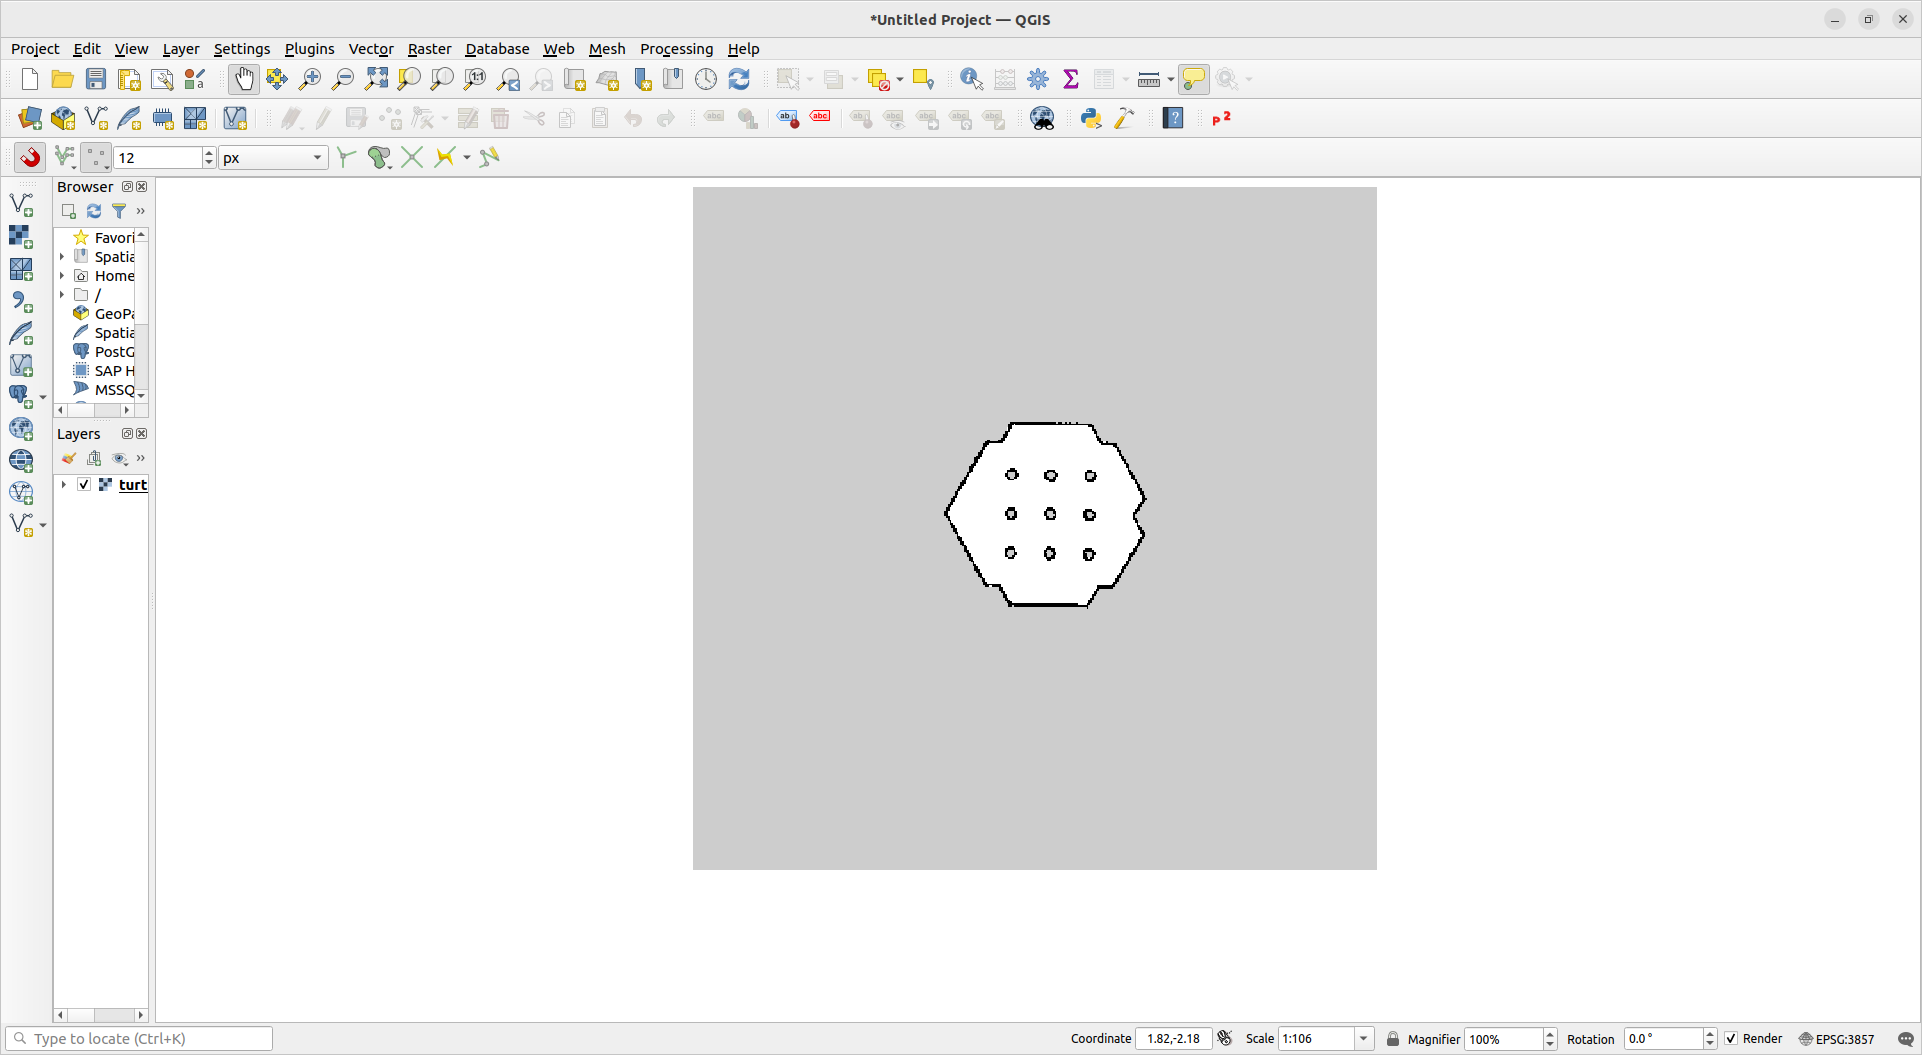 *Untitled Project — QGIS
Project Edit View Layer Settings Plugins Vector Raster Database Web Mesh Processing Help
12 px
Browser
Favori
Spatia
Home
/
GeoPa
Spatia
PostG
SAP H
MSSQ
Layers
turt
Type to locate (Ctrl+K)
Coordinate 1.82,-2.18 Scale 1:106 Magnifier 100% Rotation 0.0 ° Render EPSG:3857